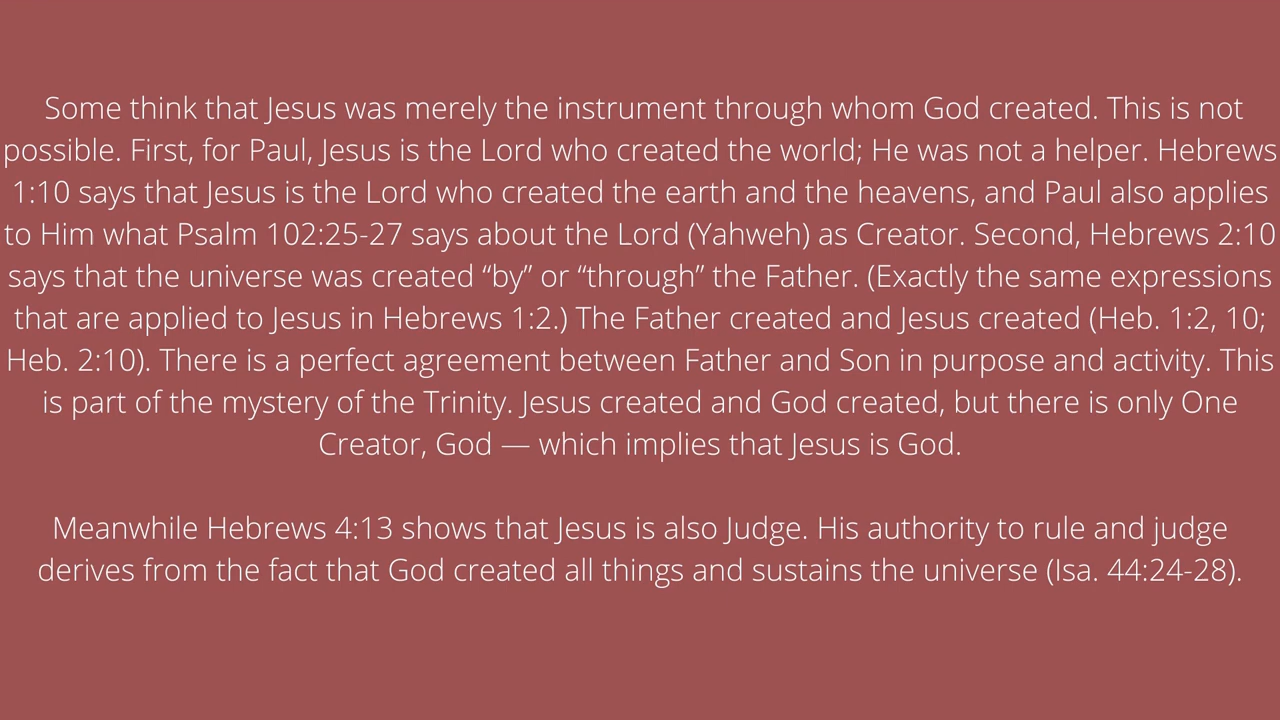 Some think that Jesus was merely the instrument through whom God created. This is not
possible. First, for Paul, Jesus is the Lord who created the world; He was not a helper. Hebrews
1:10 says that Jesus is the Lord who created the earth and the heavens, and Paul also applies
to Him what Psalm 102:25-27 says about the Lord (Yahweh) as Creator. Second, Hebrews 2:10
says that the universe was created “by” or “through” the Father. (Exactly the same expressions
that are applied to Jesus in Hebrews 1:2.) The Father created and Jesus created (Heb. 1:2, 10;
Heb. 2:10). There is a perfect agreement between Father and Son in purpose and activity. This
is part of the mystery of the Trinity. Jesus created and God created, but there is only One
Creator, God — which implies that Jesus is God.
Meanwhile Hebrews 4:13 shows that Jesus is also Judge. His authority to rule and judge
derives from the fact that God created all things and sustains the universe (Isa. 44:24-28).